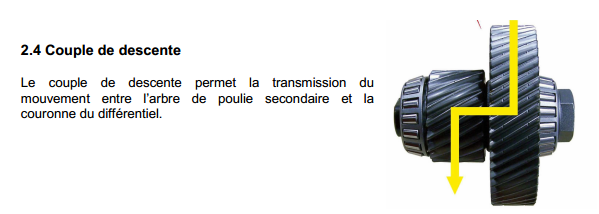 2.4 Couple de descente
Le couple de descente permet la transmission du
mouvement entre l'arbre de poulie secondaire et la
couronne du différentiel.